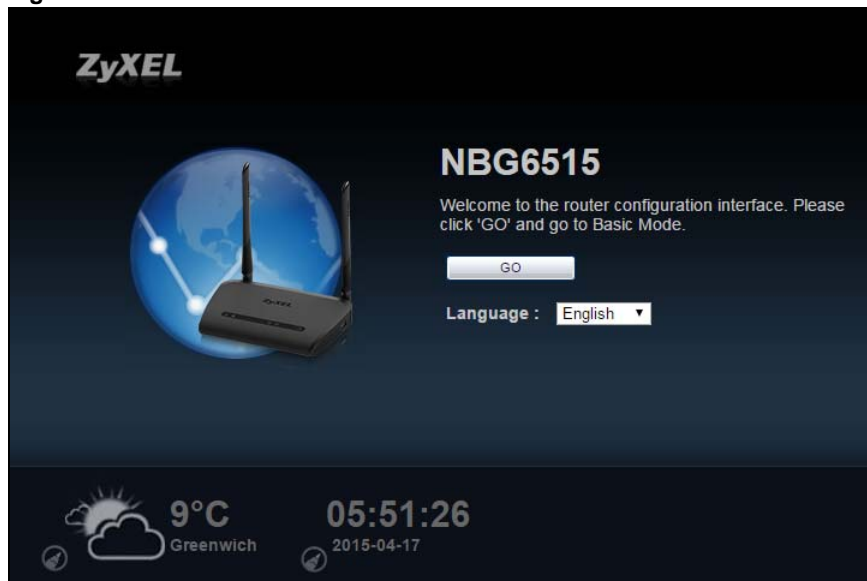 ZyXEL
NBG6515
Welcome to the router configuration interface. Please
click 'GO' and go to Basic Mode.
GO
Language : English
ZyXEL
9°C
Greenwich
05:51:26
2015-04-17